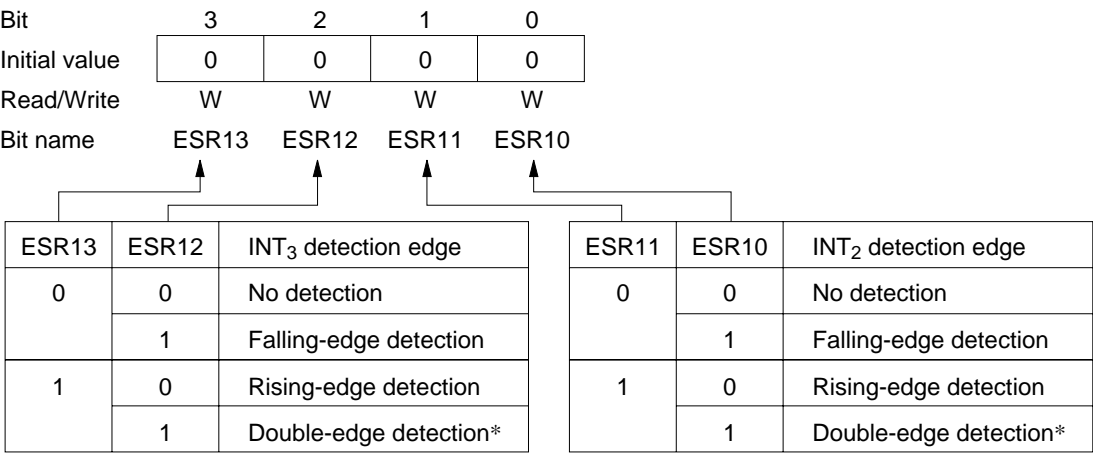 Bit 3 2 1 0
Initial value 0 0 0 0
Read/Write W W W W
Bit name ESR13 ESR12 ESR11 ESR10
ESR13 ESR12 INT3 detection edge ESR11 ESR10 INT2 detection edge
0 0 No detection 0 0 No detection
1 Falling-edge detection 1 Falling-edge detection
1 0 Rising-edge detection 1 0 Rising-edge detection
1 Double-edge detection* 1 Double-edge detection*